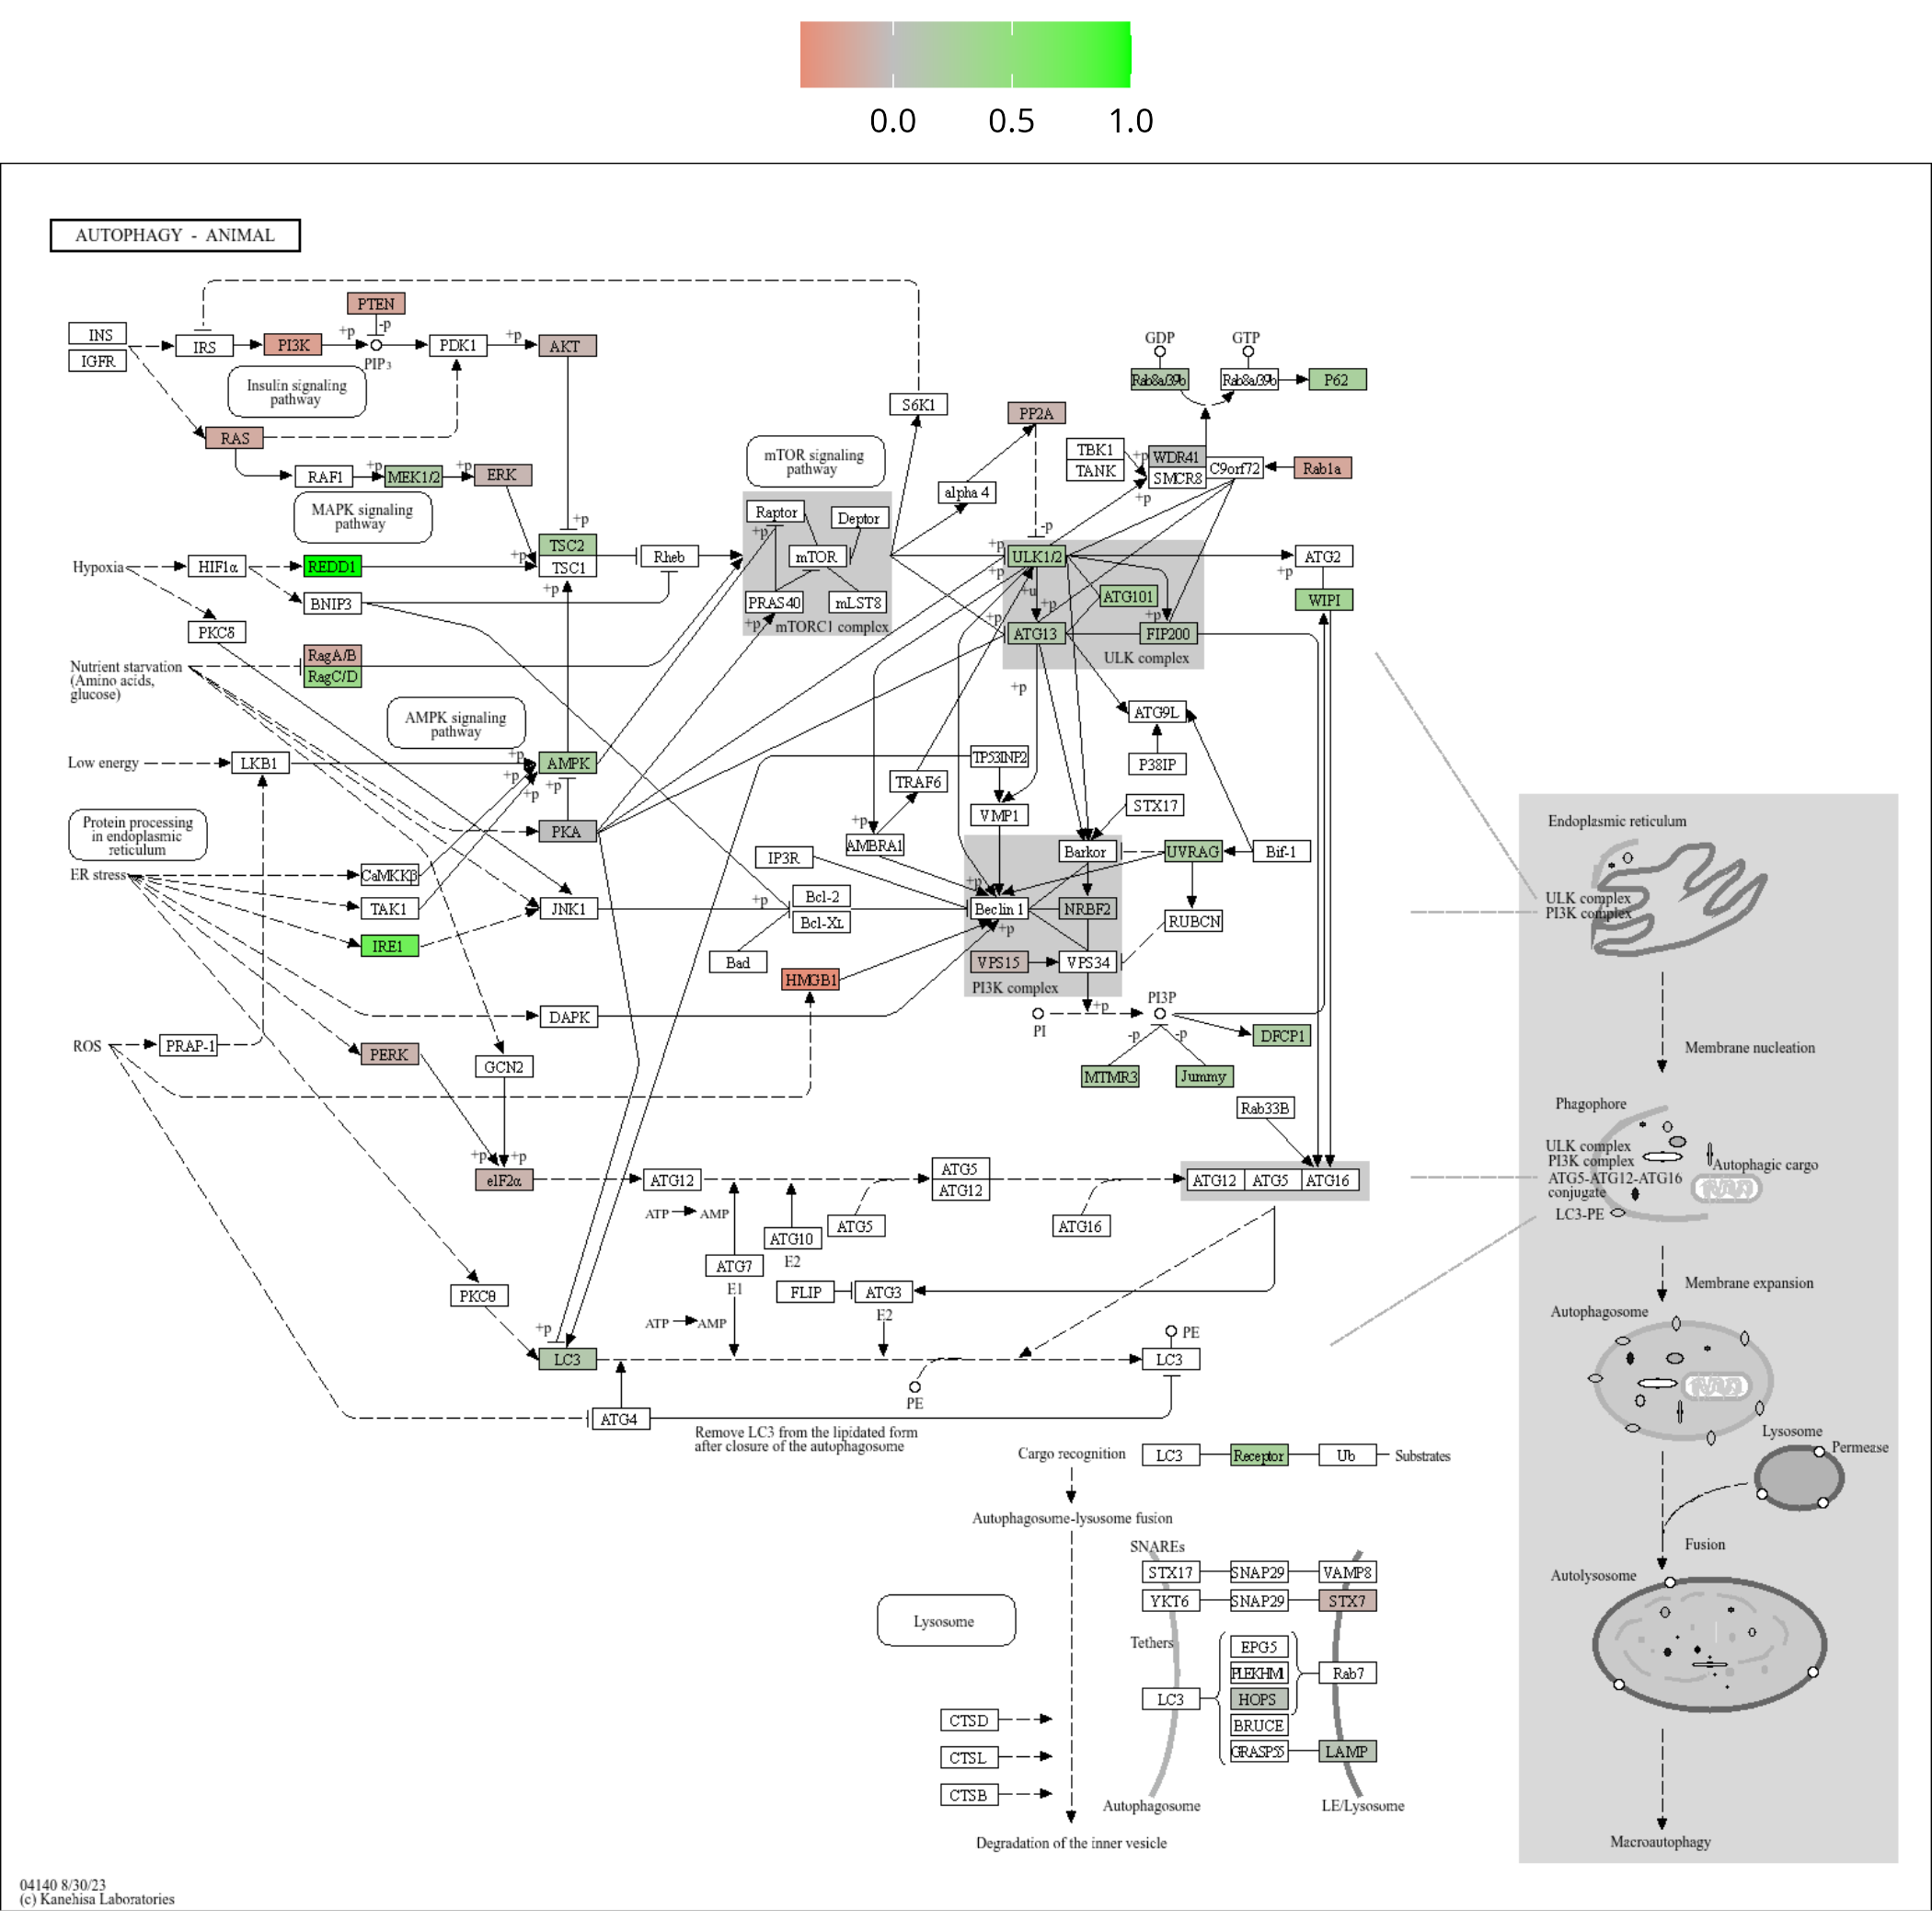 0.0 0.5 1.0
AUTOPHAGY - ANIMAL
PTEN
-p
INS
IGFR
IRS
PI3K
+p
PIP3
PDK1
+p
AKT
Insulin signaling
pathway
RAS
RAF1
+p
MEK1/2
+p
ERK
MAPK signaling
pathway
+p
TSC2
TSC1
+p
+p
Hypoxia
HIF1α
REDD1
BNIP3
PKCδ
Rheb
Nutrient starvation
(Amino acids,
glucose)
RagA/B
RagC/D
AMPK signaling
pathway
Low energy
LKB1
+p
+p
+p
+p
AMPK
PKA
Protein processing
in endoplasmic
reticulum
ER stress
CaMKKβ
TAK1
IRE1
JNK1
mTOR signaling
pathway
Raptor
Deptor
+p
mTOR
PRAS40
mLST8
+p
mTORC1 complex
S6K1
alpha 4
PP2A
-p
GDP
GTP
Rab8a/39b
Rab8a/39b
P62
TBK1
TANK
+p
WDR41
SMCR8
C9orf72
Rab1a
+p
+p
+p
ULK1/2
+u
+p
ATG101
+p
+p
ATG13
FIP200
ULK complex
+p
ATG2
+p
WIPI
ATG9L
P38IP
TP53INP2
TRAF6
VMP1
STX17
+p
AMBRA1
IP3R
Barkor
UVRAG
Bif-1
+p
Bcl-2
Bcl-XL
+p
Beclin 1
+p
NRBF2
RUBCN
Bad
HMGB1
VPS15
VPS34
PI3K complex
DAPK
PI
+p
PI3P
-p
-p
DFCP1
MTMR3
Jummy
ROS
PRAP-1
PERK
GCN2
+p
+p
eIF2α
Rab33B
ATG12
ATG5
ATG12
ATG12
ATG5
ATG16
ATP
AMP
ATG10
E2
ATG5
ATG16
ATG7
E1
FLIP
ATG3
E2
PKCθ
ATP
AMP
+p
LC3
PE
PE
LC3
ATG4
Remove LC3 from the lipidated form
after closure of the autophagosome
Cargo recognition
LC3
Receptor
Ub
Substrates
Autophagosome-lysosome fusion
SNAREs
STX17
SNAP29
VAMP8
YKT6
SNAP29
STX7
Lysosome
Tethers
EPG5
PLEKHM1
HOPS
BRUCE
GRASP55
LC3
Rab7
LAMP
CTSD
CTSL
CTSB
Autophagosome
LE/Lysosome
Degradation of the inner vesicle
Endoplasmic reticulum
ULK complex
PI3K complex
Membrane nucleation
Phagophore
ULK complex
PI3K complex
Autophagic cargo
ATG5-ATG12-ATG16
conjugate
LC3-PE
Membrane expansion
Autophagosome
Lysosome
Permease
Fusion
Autolysosome
Macroautophagy
04140 8/30/23
(c) Kanehisa Laboratories